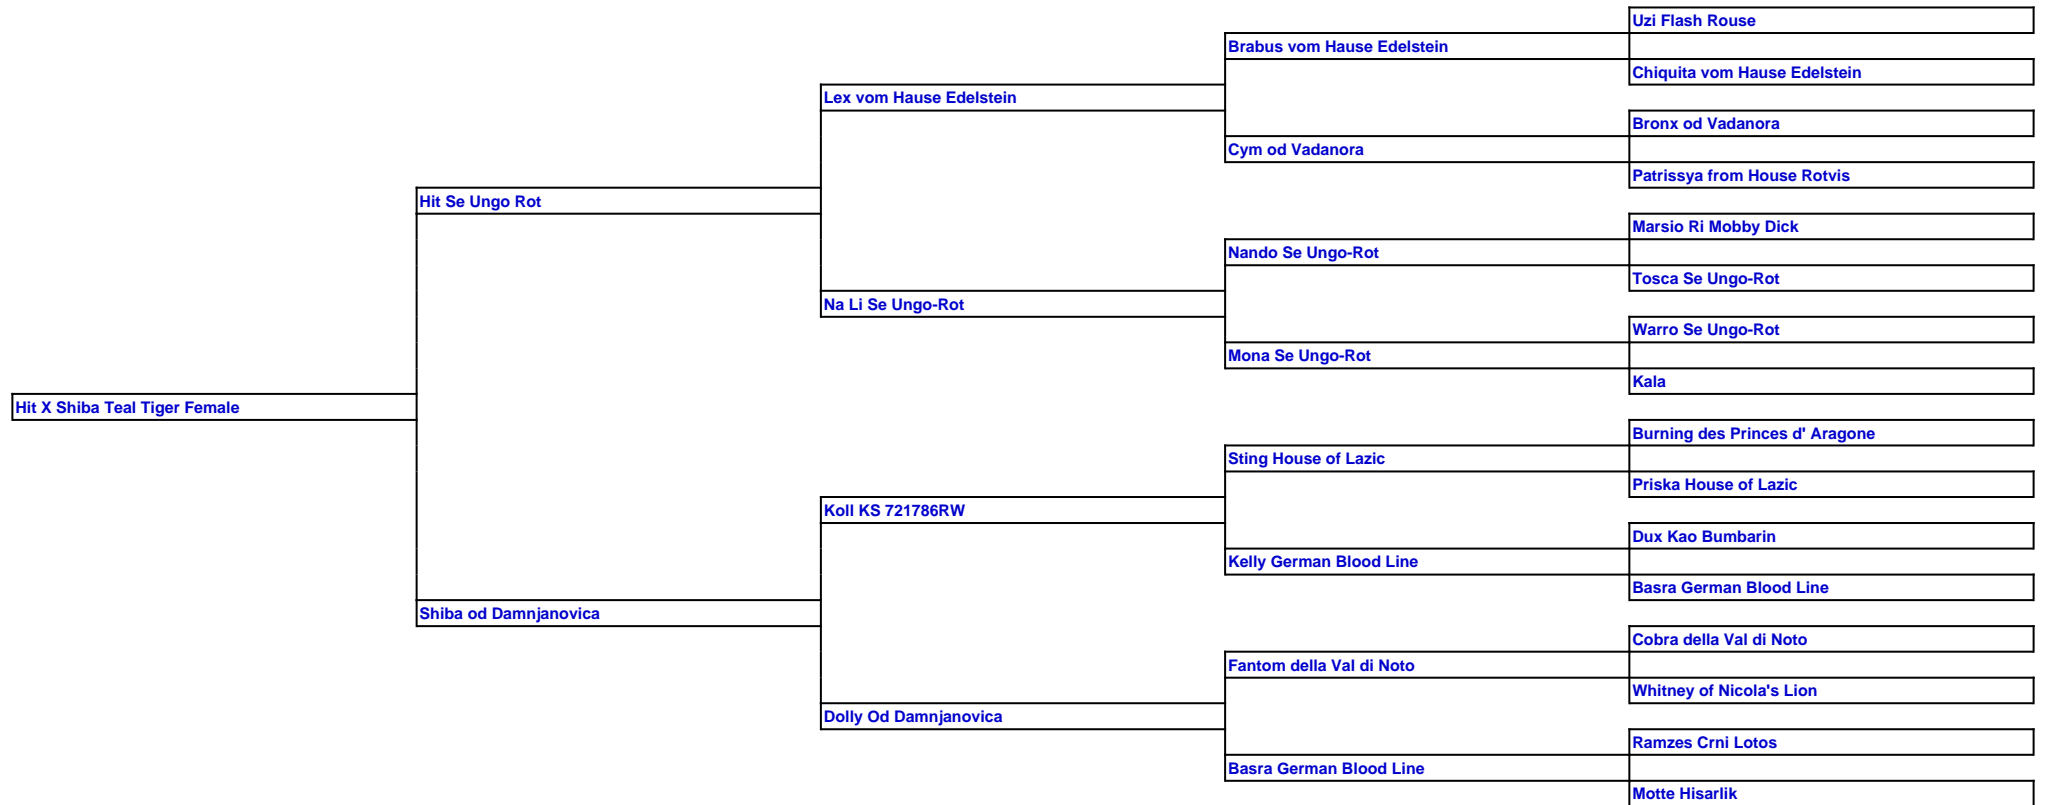 Uzi Flash Rouse
Brabus vom Hause Edelstein
Chiquita vom Hause Edelstein
Lex vom Hause Edelstein
Bronx od Vadanora
Cym od Vadanora
Patrissya from House Rotvis
Hit Se Ungo Rot
Marsio Ri Mobby Dick
Nando Se Ungo-Rot
Tosca Se Ungo-Rot
Na Li Se Ungo-Rot
Warro Se Ungo-Rot
Mona Se Ungo-Rot
Kala
Hit X Shiba Teal Tiger Female
Burning des Princes d' Aragone
Sting House of Lazic
Priska House of Lazic
Koll KS 721786RW
Dux Kao Bumbarin
Kelly German Blood Line
Basra German Blood Line
Shiba od Damnjanovica
Cobra della Val di Noto
Fantom della Val di Noto
Whitney of Nicola's Lion
Dolly Od Damnjanovica
Ramzes Crni Lotos
Basra German Blood Line
Motte Hisarlik